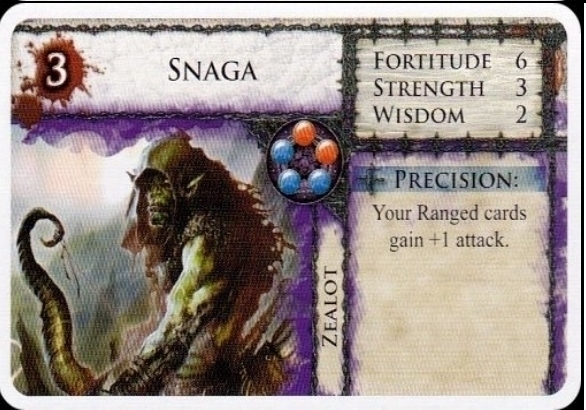 3
SNAGA
FORTITUDE 6
STRENGTH 3
WISDOM 2
PRECISION:
Your Ranged cards
gain +1 attack.
ZEALOT